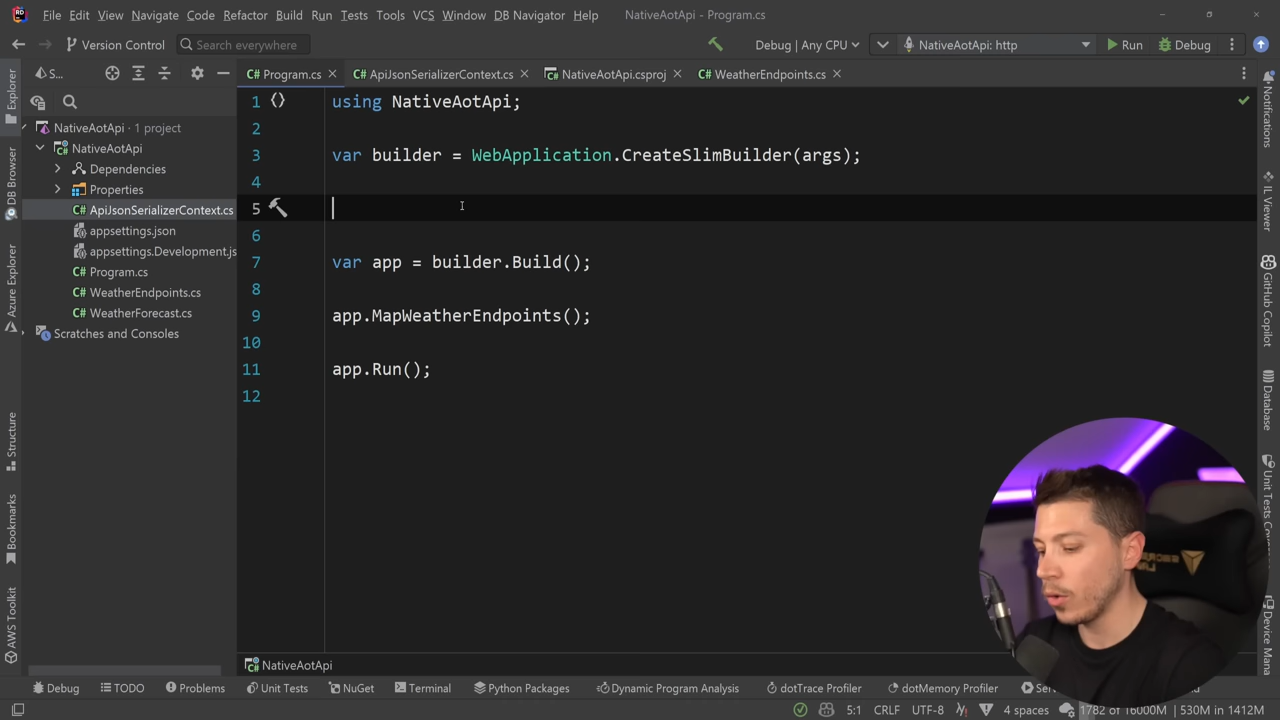 File Edit View Navigate Code Refactor Build Run Tests Tools VCS Window DB Navigator Help NativeAotApi - Program.cs
Version Control Search everywhere Debug | Any CPU NativeAotApi: http Run Debug
Explorer
DB Browser
Azure Explorer
Structure
Bookmarks
AWS Toolkit
S...
NativeAotApi · 1 project
NativeAotApi
Dependencies
Properties
ApiJsonSerializerContext.cs
appsettings.json
appsettings.Development.js
Program.cs
WeatherEndpoints.cs
WeatherForecast.cs
Scratches and Consoles
Program.cs ApiJsonSerializerContext.cs NativeAotApi.csproj WeatherEndpoints.cs
1 using NativeAotApi;
2
3 var builder = WebApplication.CreateSlimBuilder(args);
4
5
6
7 var app = builder.Build();
8
9 app.MapWeatherEndpoints();
10
11 app.Run();
12
NativeAotApi
Notifications
IL Viewer
GitHub Copilot
Database
Unit Tests Cover
Device Mana
Debug TODO Problems Unit Tests NuGet Terminal Python Packages Dynamic Program Analysis dotTrace Profiler dotMemory Profiler
5:1 CRLF UTF-8 4 spaces 1782 of 16000M 530M in 1412M